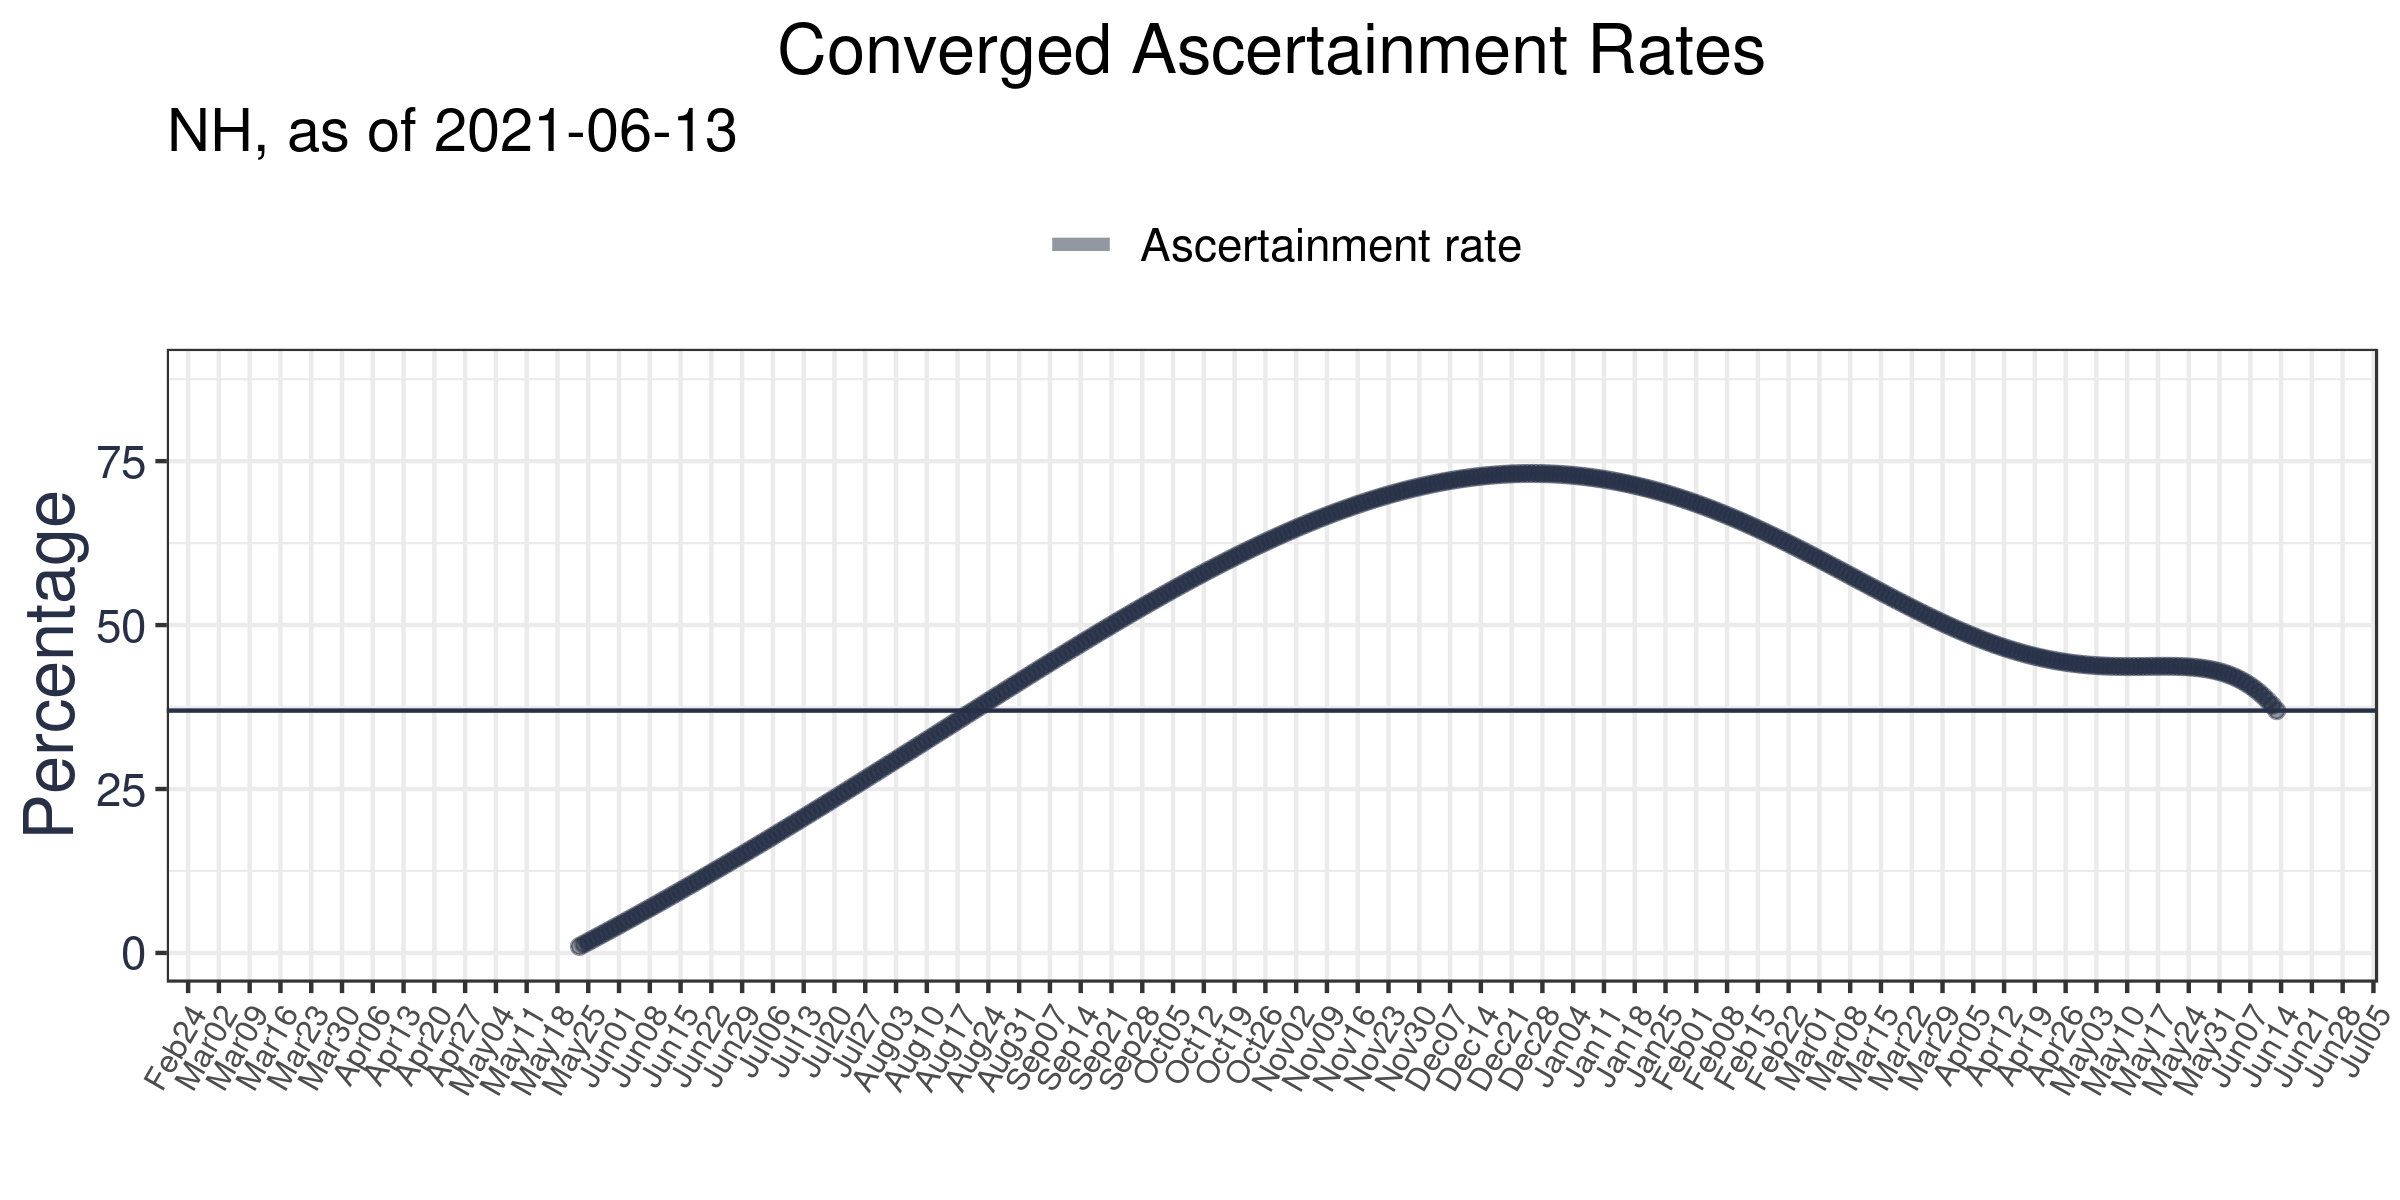 Converged Ascertainment Rates
NH, as of 2021-06-13
Ascertainment rate
Percentage
75
50
25
0
Feb24
Mar02
Mar09
Mar16
Mar23
Mar30
Apr06
Apr13
Apr20
Apr27
May04
May11
May18
May25
Jun01
Jun08
Jun15
Jun22
Jun29
Jul06
Jul13
Jul20
Jul27
Aug03
Aug10
Aug17
Aug24
Aug31
Sep07
Sep14
Sep21
Sep28
Oct05
Oct12
Oct19
Oct26
Nov02
Nov09
Nov16
Nov23
Nov30
Dec07
Dec14
Dec21
Dec28
Jan04
Jan11
Jan18
Jan25
Feb01
Feb08
Feb15
Feb22
Mar01
Mar08
Mar15
Mar22
Mar29
Apr05
Apr12
Apr19
Apr26
May03
May10
May17
May24
May31
Jun07
Jun14
Jun21
Jun28
Jul05